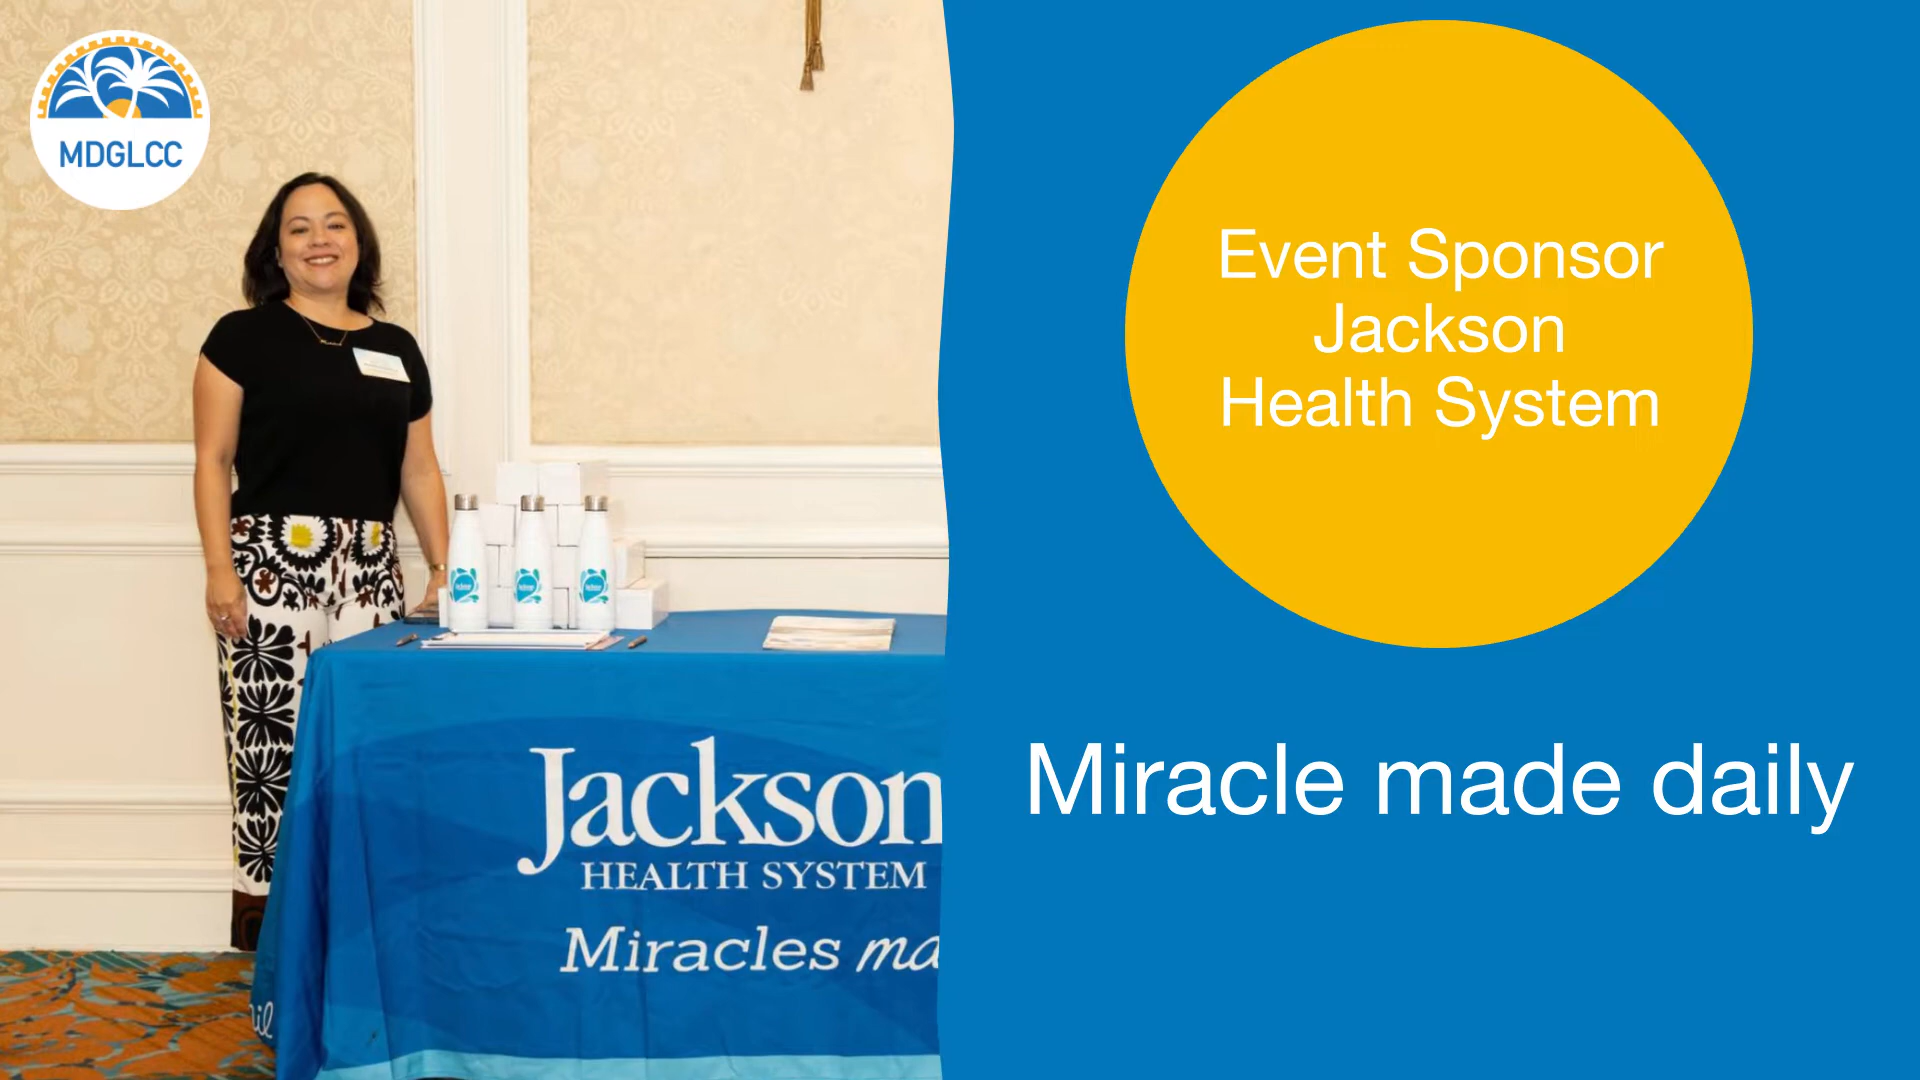 MDGLCC
Event Sponsor
Jackson
Health System
Miracle made daily
Jackson
HEALTH SYSTEM
Miracles ma